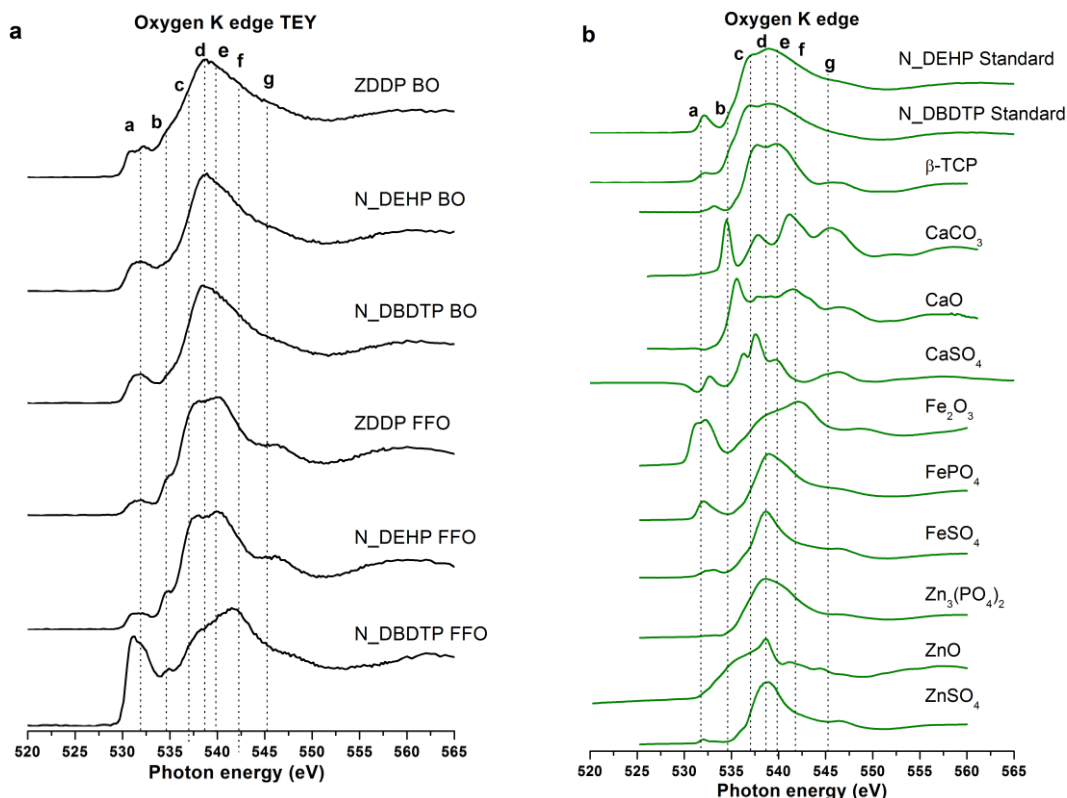 a
Oxygen K edge TEY
a
b
c
d
e
f
g
ZDDP BO
N_DEHP BO
N_DBDTP BO
ZDDP FFO
N_DEHP FFO
N_DBDTP FFO
520 525 530 535 540 545 550 555 560 565
Photon energy (eV)
b
Oxygen K edge
a
b
c
d
e
f
g
N_DEHP Standard
N_DBDTP Standard
β-TCP
CaCO₃
CaO
CaSO₄
Fe₂O₃
FePO₄
FeSO₄
Zn₃(PO₄)₂
ZnO
ZnSO₄
520 525 530 535 540 545 550 555 560 565
Photon energy (eV)